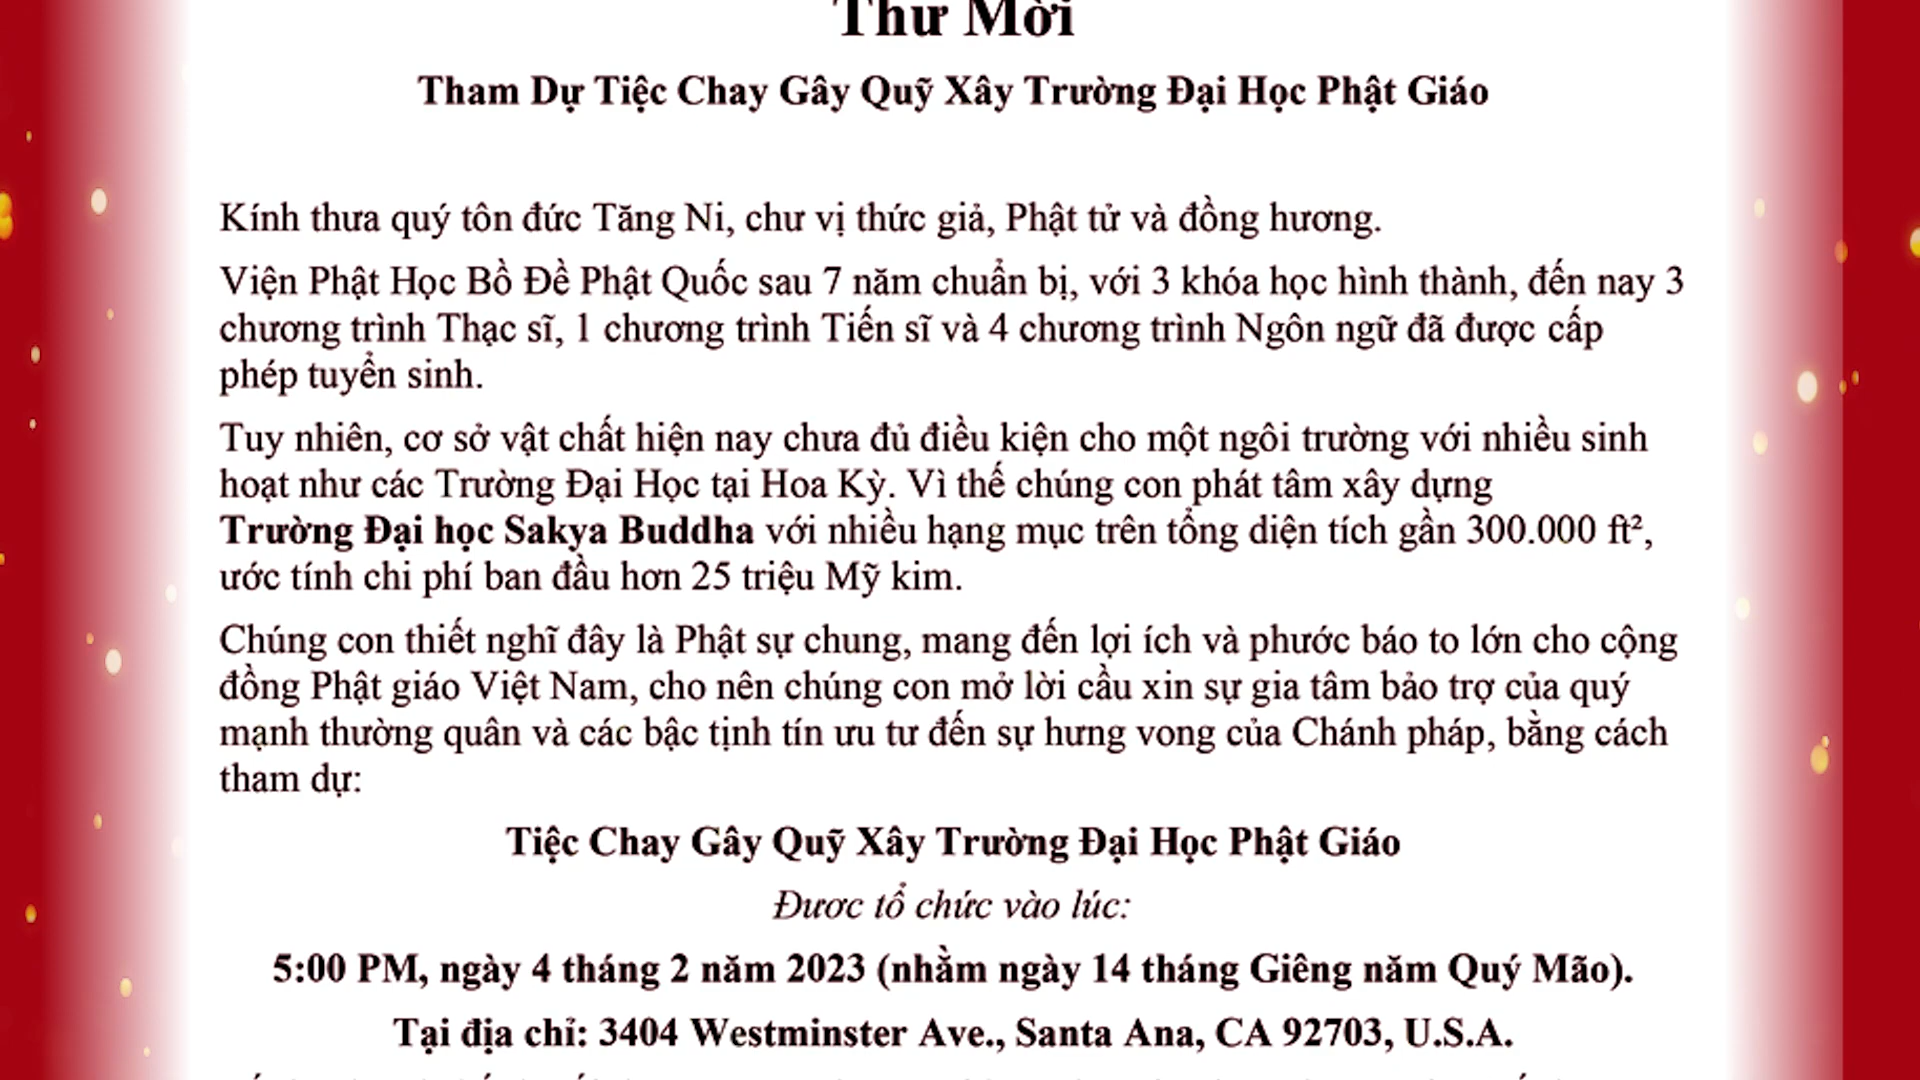 Thư Mời
Tham Dự Tiệc Chay Gây Quỹ Xây Trường Đại Học Phật Giáo
Kính thưa quý tôn đức Tăng Ni, chư vị thức giả, Phật tử và đồng hương.
Viện Phật Học Bồ Đề Phật Quốc sau 7 năm chuẩn bị, với 3 khóa học hình thành, đến nay 3
chương trình Thạc sĩ, 1 chương trình Tiến sĩ và 4 chương trình Ngôn ngữ đã được cấp
phép tuyển sinh.
Tuy nhiên, cơ sở vật chất hiện nay chưa đủ điều kiện cho một ngôi trường với nhiều sinh
hoạt như các Trường Đại Học tại Hoa Kỳ. Vì thế chúng con phát tâm xây dựng
Trường Đại học Sakya Buddha với nhiều hạng mục trên tổng diện tích gần 300.000 ft²,
ước tính chi phí ban đầu hơn 25 triệu Mỹ kim.
Chúng con thiết nghĩ đây là Phật sự chung, mang đến lợi ích và phước báo to lớn cho cộng
đồng Phật giáo Việt Nam, cho nên chúng con mở lời cầu xin sự gia tâm bảo trợ của quý
mạnh thường quân và các bậc tịnh tín ưu tư đến sự hưng vong của Chánh pháp, bằng cách
tham dự:
Tiệc Chay Gây Quỹ Xây Trường Đại Học Phật Giáo
Đươc tổ chức vào lúc:
5:00 PM, ngày 4 tháng 2 năm 2023 (nhằm ngày 14 tháng Giêng năm Quý Mão).
Tại địa chỉ: 3404 Westminster Ave., Santa Ana, CA 92703, U.S.A.